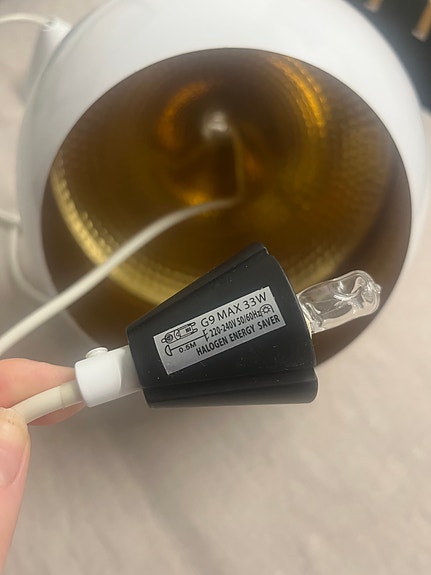 G9 MAX 33W
0.5M 220-240V 50/60Hz
HALOGEN ENERGY SAVER